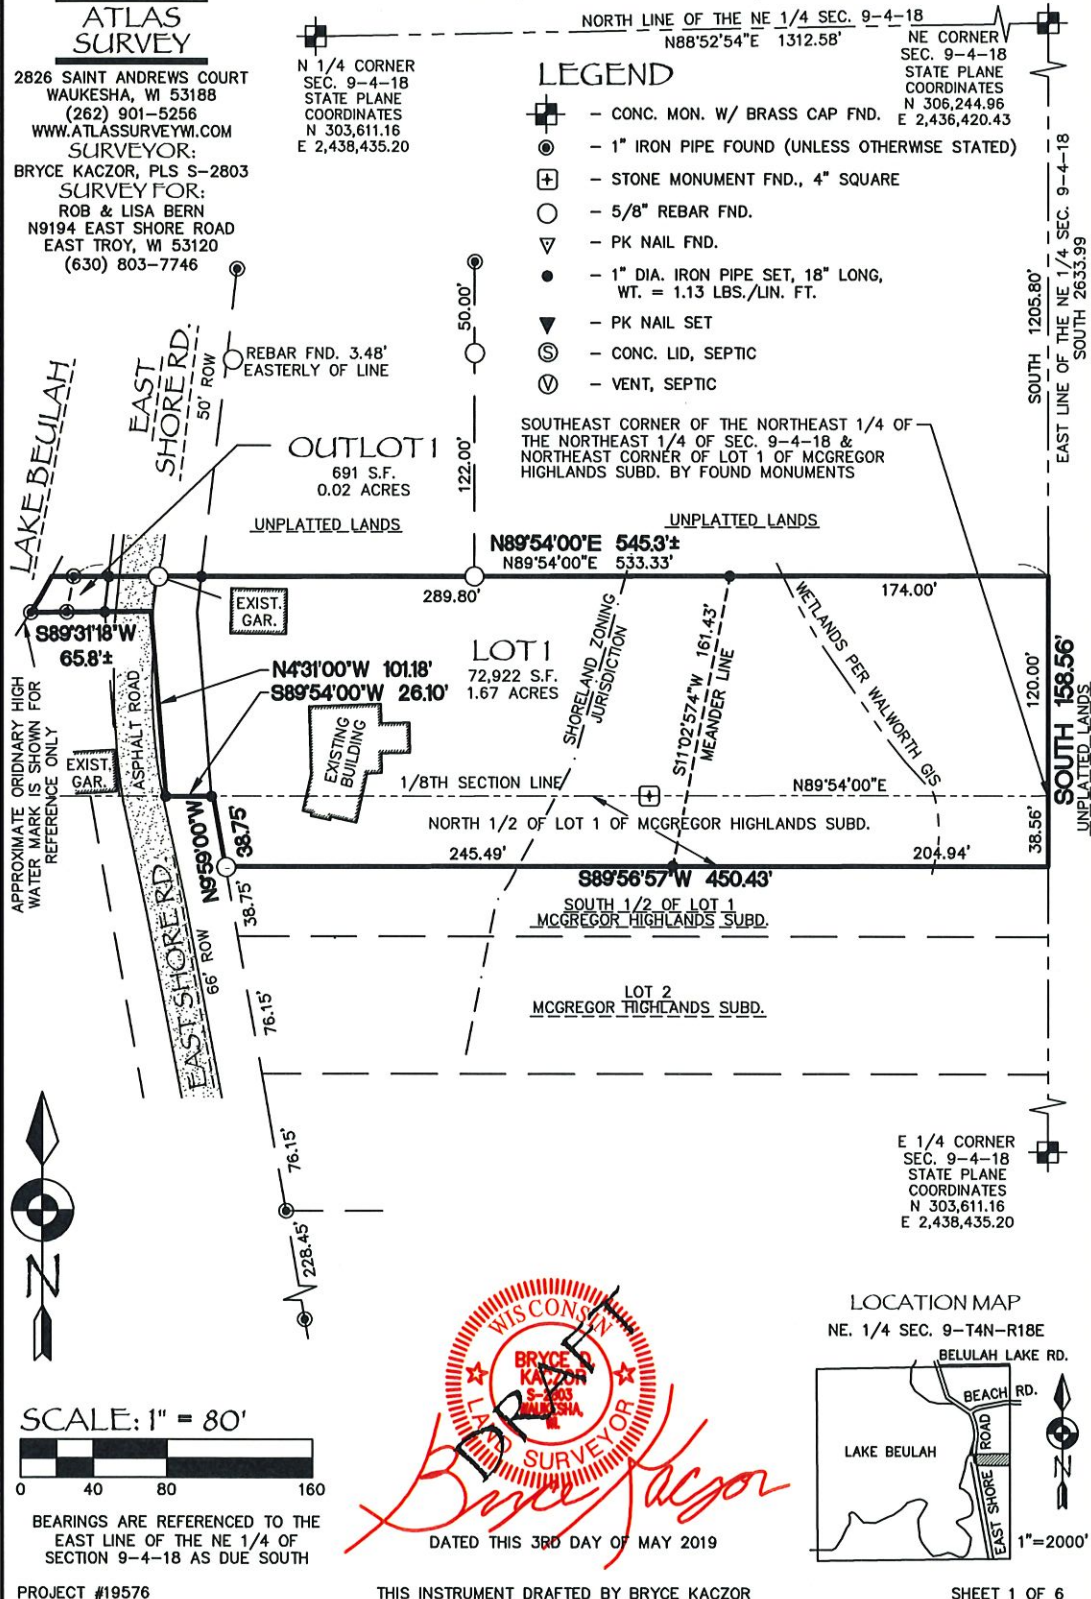 ATLAS
SURVEY
2826 SAINT ANDREWS COURT
WAUKESHA, WI 53188
(262) 901-5256
WWW.ATLASSURVEYWI.COM
SURVEYOR:
BRYCE KACZOR, PLS S-2803
SURVEY FOR:
ROB & LISA BERN
N9194 EAST SHORE ROAD
EAST TROY, WI 53120
(630) 803-7746
NORTH LINE OF THE NE 1/4 SEC. 9-4-18
N88°52'54"E 1312.58'
N 1/4 CORNER
SEC. 9-4-18
STATE PLANE
COORDINATES
N 303,611.16
E 2,438,435.20
NE CORNER
SEC. 9-4-18
STATE PLANE
COORDINATES
N 306,244.96
E 2,436,420.43
LEGEND
- CONC. MON. W/ BRASS CAP FND.
- 1" IRON PIPE FOUND (UNLESS OTHERWISE STATED)
- STONE MONUMENT FND., 4" SQUARE
- 5/8" REBAR FND.
- PK NAIL FND.
- 1" DIA. IRON PIPE SET, 18" LONG,
WT. = 1.13 LBS./LIN. FT.
- PK NAIL SET
S - CONC. LID, SEPTIC
V - VENT, SEPTIC
SOUTH 1205.80'
EAST LINE OF THE NE 1/4 SEC. 9-4-18
SOUTH 2633.99
SOUTHEAST CORNER OF THE NORTHEAST 1/4 OF
THE NORTHEAST 1/4 OF SEC. 9-4-18 &
NORTHEAST CORNER OF LOT 1 OF MCGREGOR
HIGHLANDS SUBD. BY FOUND MONUMENTS
LAKE BEULAH
EAST
SHORE RD.
50' ROW
REBAR FND. 3.48'
EASTERLY OF LINE
50.00'
1222.00'
OUTLOT 1
691 S.F.
0.02 ACRES
UNPLATTED LANDS
UNPLATTED LANDS
N89°54'00"E 545.3'±
N89°54'00"E 533.33'
289.80'
174.00'
EXIST.
GAR.
S89°31'18"W
65.8'±
LOT 1
72,922 S.F.
1.67 ACRES
N4°31'00"W 101.18'
S89°54'00"W 26.10'
ASPHALT ROAD
EXISTING
BUILDING
SHORELAND ZONING
JURISDICTION
S11°02'574"W 161.43'
MEANDER LINE
WETLANDS PER WALWORTH GIS
120.00'
SOUTH 158.56'
UNPLATTED LANDS
APPROXIMATE ORIDNARY HIGH
WATER MARK IS SHOWN FOR
REFERENCE ONLY
EXIST.
GAR.
1/8TH SECTION LINE
N89°54'00"E
NORTH 1/2 OF LOT 1 OF MCGREGOR HIGHLANDS SUBD.
N9°59'00"W
38.75'
38.75'
38.56'
245.49'
204.94'
S89°56'57"W 450.43'
SOUTH 1/2 OF LOT 1
MCGREGOR HIGHLANDS SUBD.
EAST SHORE RD.
66' ROW
76.15'
LOT 2
MCGREGOR HIGHLANDS SUBD.
76.15'
228.45'
N
E 1/4 CORNER
SEC. 9-4-18
STATE PLANE
COORDINATES
N 303,611.16
E 2,438,435.20
SCALE: 1" = 80'
0 40 80 160
BEARINGS ARE REFERENCED TO THE
EAST LINE OF THE NE 1/4 OF
SECTION 9-4-18 AS DUE SOUTH
WISCONSIN
BRYCE D.
KACZOR
S-2803
WAUKESHA,
WI.
LAND SURVEYOR
DRAFT
Bryce Kaczor
DATED THIS 3RD DAY OF MAY 2019
LOCATION MAP
NE. 1/4 SEC. 9-T4N-R18E
BELULAH LAKE RD.
BEACH RD.
LAKE BEULAH
EAST SHORE ROAD
N
1"=2000'
PROJECT #19576
THIS INSTRUMENT DRAFTED BY BRYCE KACZOR
SHEET 1 OF 6